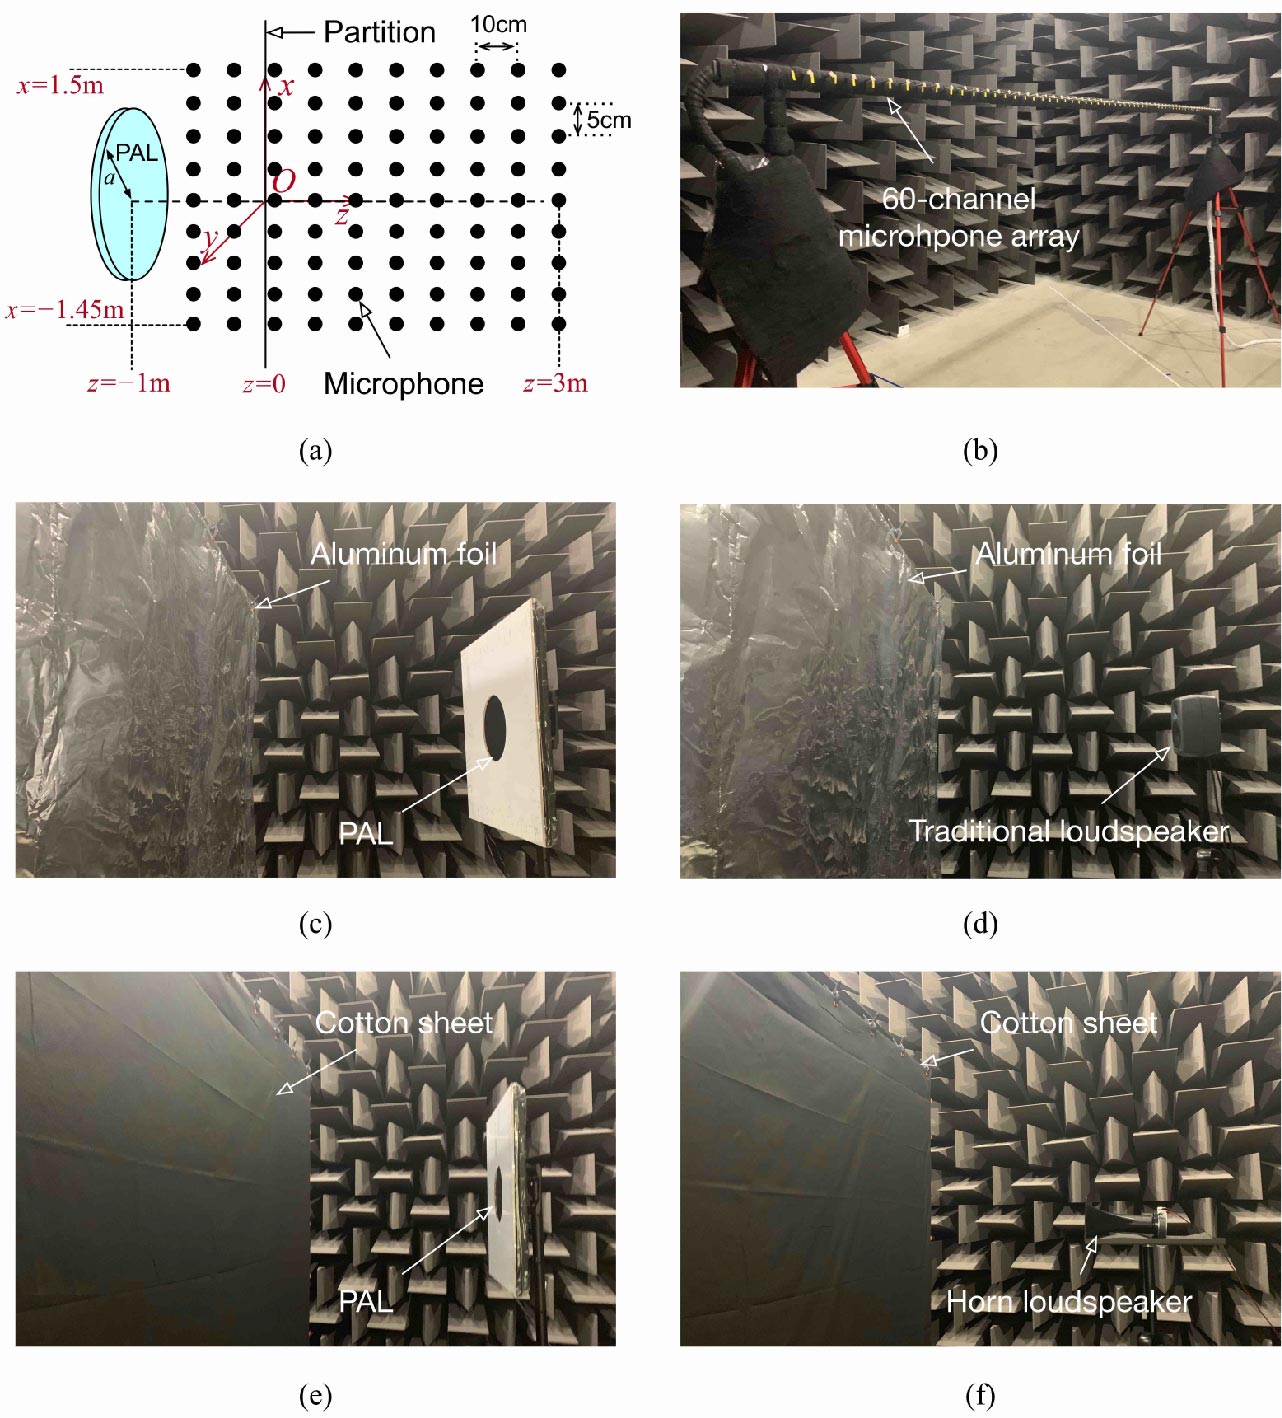 Partition
10cm
x=1.5m
x
5cm
PAL
a
O
z
y
x=−1.45m
z=−1m
z=0
Microphone
z=3m
(a)
60-channel
microhpone array
(b)
Aluminum foil
PAL
(c)
Aluminum foil
Traditional loudspeaker
(d)
Cotton sheet
PAL
(e)
Cotton sheet
Horn loudspeaker
(f)